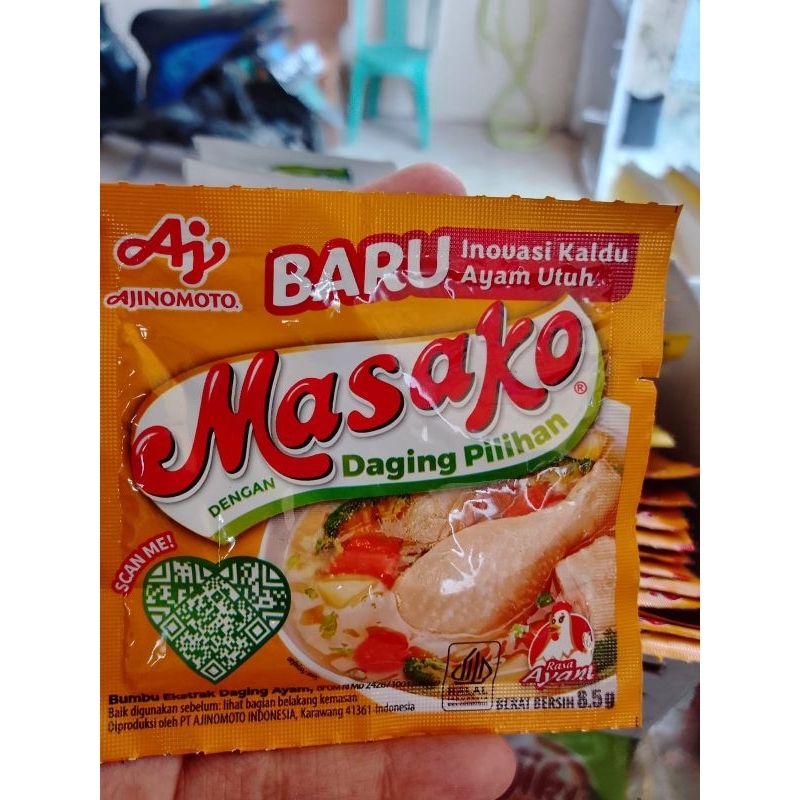 Aj
AJINOMOTO.
BARU
Inovasi Kaldu
Ayam Utuh
Masako®
DENGAN Daging Pilihan
SCAN ME!
Rasa
Ayam
HALAL
Bumbu Ekstrak Daging Ayam,
BERAT BERSIH 8.5g
Baik digunakan sebelum: lihat bagian belakang kemasan
Diproduksi oleh PT AJINOMOTO INDONESIA, Karawang 41361-Indonesia